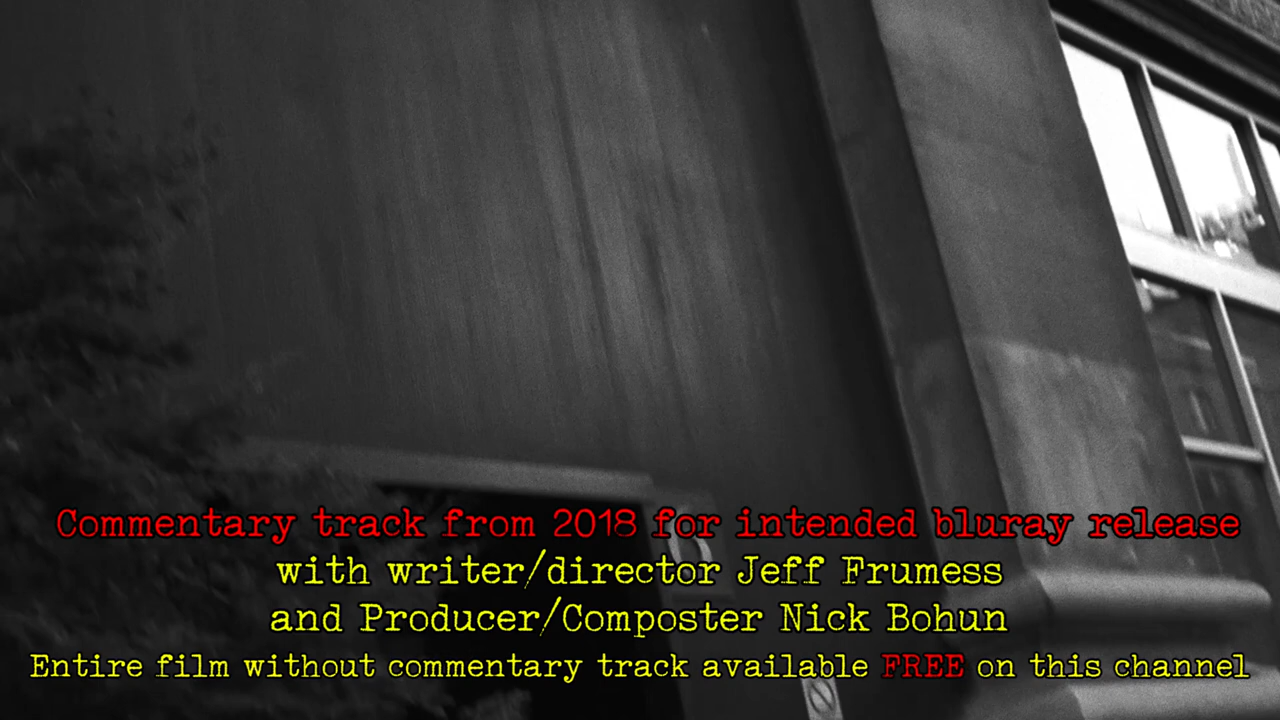 Commentary track from 2018 for intended bluray release
with writer/director Jeff Frumess
and Producer/Composter Nick Bohun
Entire film without commentary track available FREE on this channel